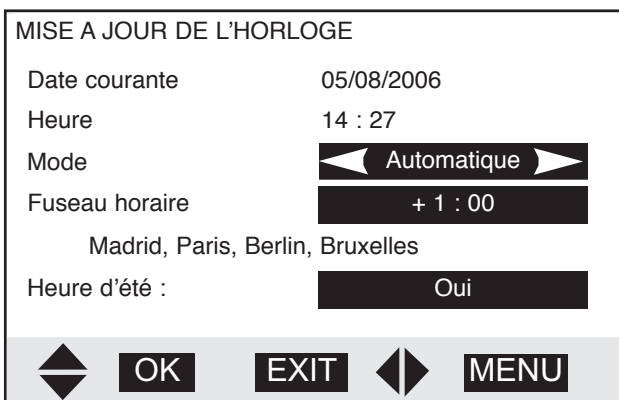 MISE A JOUR DE L'HORLOGE
Date courante 05/08/2006
Heure 14 : 27
Mode Automatique
Fuseau horaire + 1 : 00
Madrid, Paris, Berlin, Bruxelles
Heure d'été : Oui
OK EXIT MENU